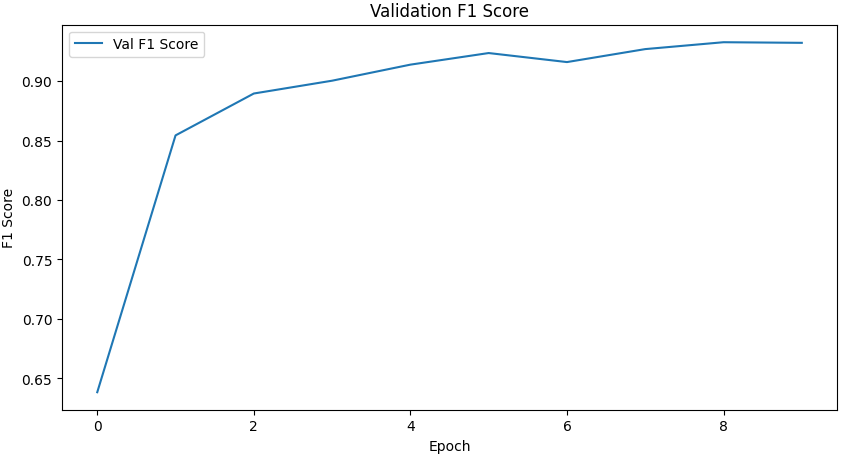 Validation F1 Score
Val F1 Score
F1 Score
0.90
0.85
0.80
0.75
0.70
0.65
0 2 4 6 8
Epoch